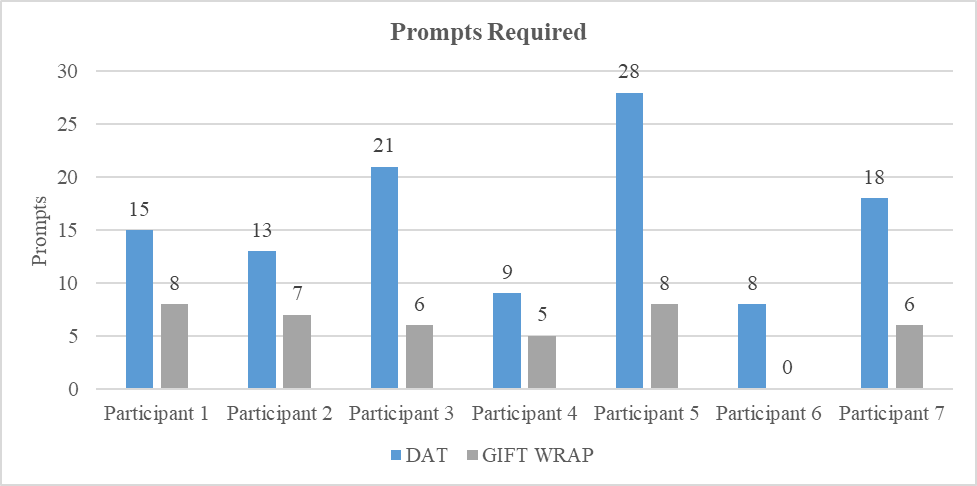 Prompts Required
Prompts
30
25
20
15
10
5
0
15
8
13
7
21
6
9
5
28
8
8
0
18
6
Participant 1
Participant 2
Participant 3
Participant 4
Participant 5
Participant 6
Participant 7
DAT
GIFT WRAP